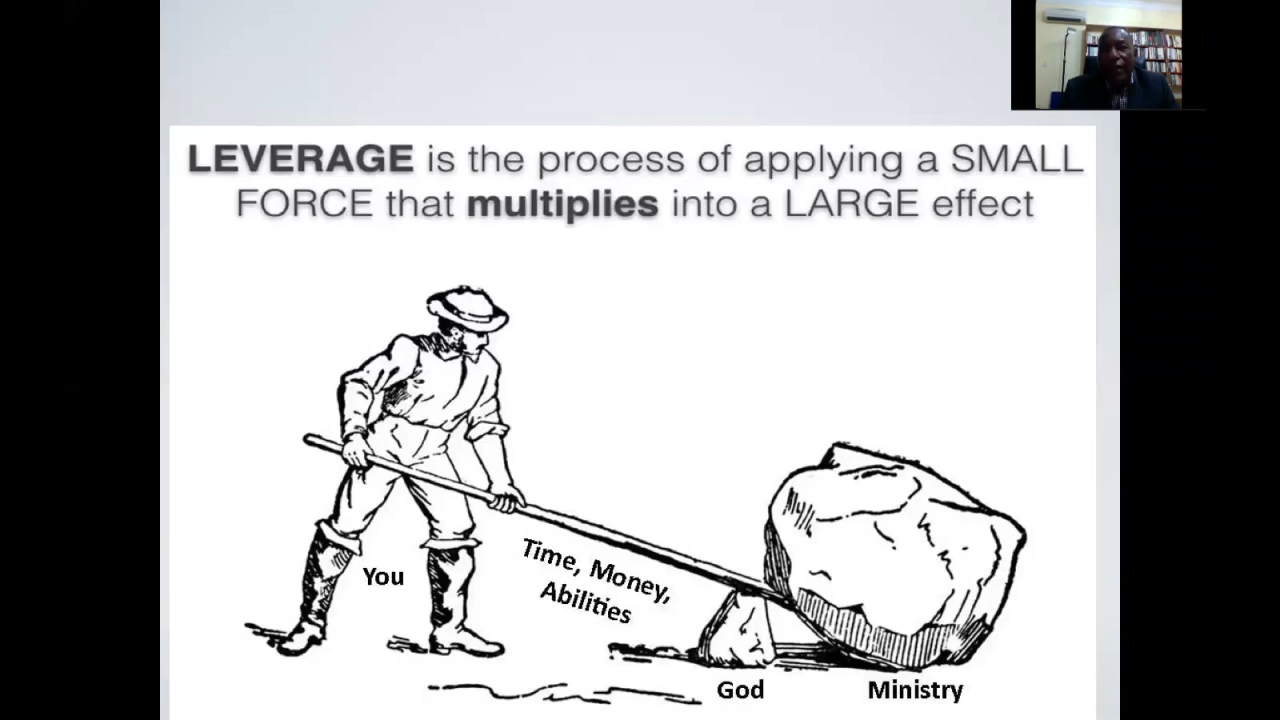 LEVERAGE is the process of applying a SMALL
FORCE that multiplies into a LARGE effect
You
Time, Money,
Abilities
God
Ministry